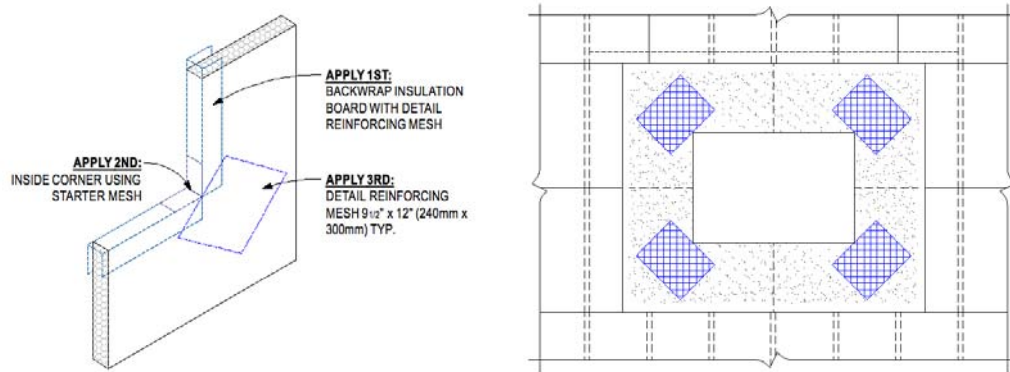 APPLY 1ST:
BACKWRAP INSULATION
BOARD WITH DETAIL
REINFORCING MESH
APPLY 2ND:
INSIDE CORNER USING
STARTER MESH
APPLY 3RD:
DETAIL REINFORCING
MESH 91/2" x 12" (240mm x
300mm) TYP.